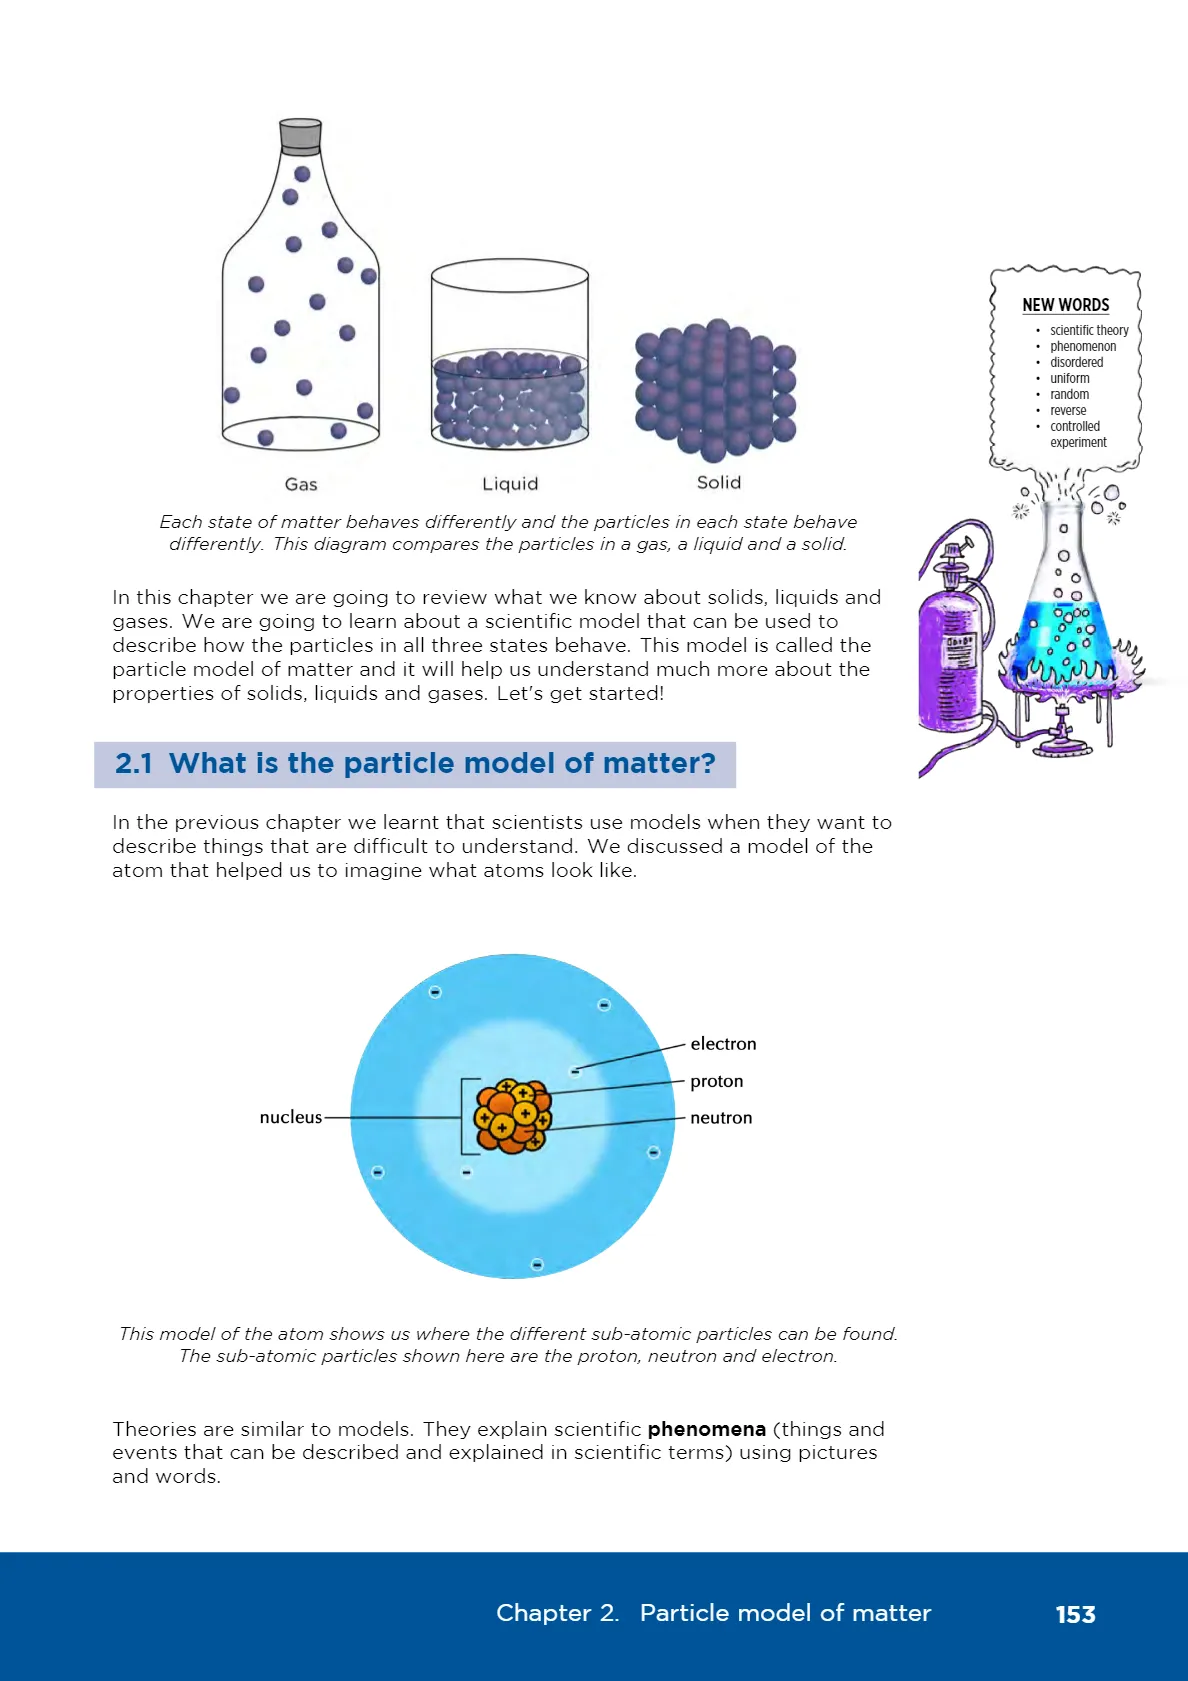 Gas
Liquid
Solid
Each state of matter behaves differently and the particles in each state behave
differently. This diagram compares the particles in a gas, a liquid and a solid.
NEW WORDS
• scientific theory
• phenomenon
• disordered
• uniform
• random
• reverse
• controlled
experiment
In this chapter we are going to review what we know about solids, liquids and
gases. We are going to learn about a scientific model that can be used to
describe how the particles in all three states behave. This model is called the
particle model of matter and it will help us understand much more about the
properties of solids, liquids and gases. Let's get started!
2.1 What is the particle model of matter?
In the previous chapter we learnt that scientists use models when they want to
describe things that are difficult to understand. We discussed a model of the
atom that helped us to imagine what atoms look like.
electron
proton
nucleus
neutron
This model of the atom shows us where the different sub-atomic particles can be found.
The sub-atomic particles shown here are the proton, neutron and electron.
Theories are similar to models. They explain scientific phenomena (things and
events that can be described and explained in scientific terms) using pictures
and words.
Chapter 2. Particle model of matter
153